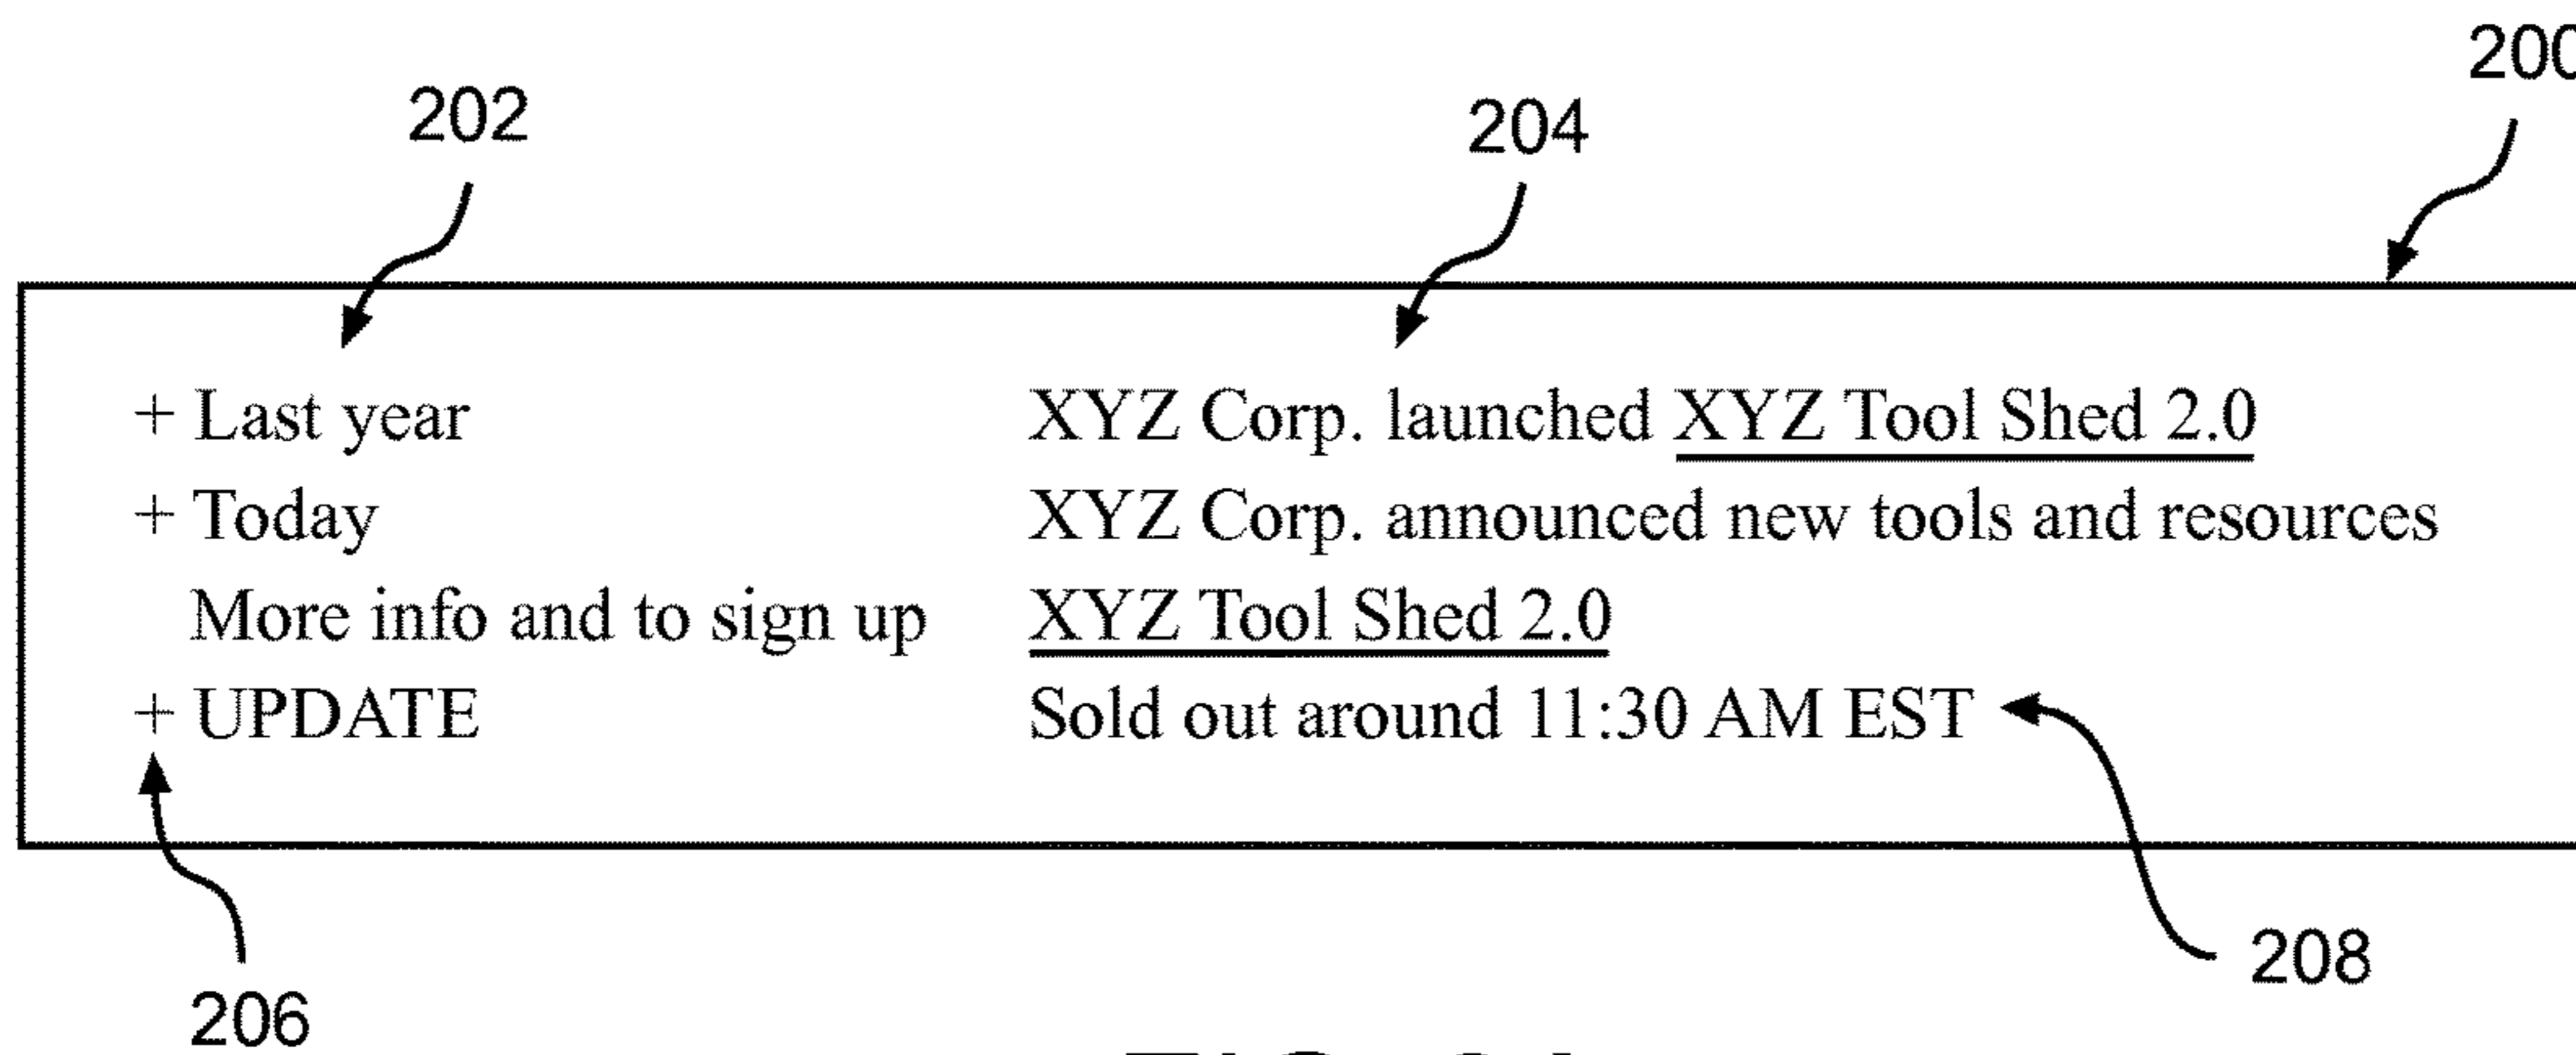 200
202
204
+ Last year XYZ Corp. launched XYZ Tool Shed 2.0
+ Today XYZ Corp. announced new tools and resources
More info and to sign up XYZ Tool Shed 2.0
+ UPDATE Sold out around 11:30 AM EST
208
206